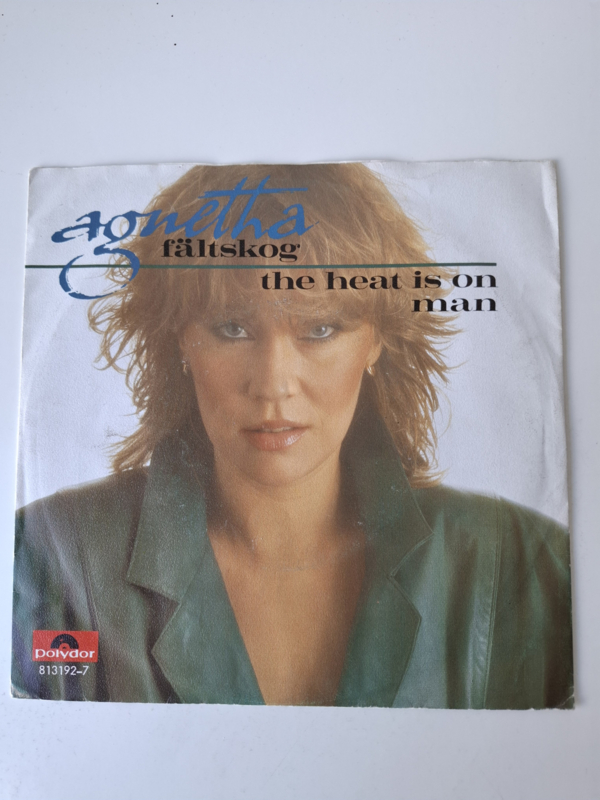 agnetha
fältskog
the heat is on
man
polydor
813192-7